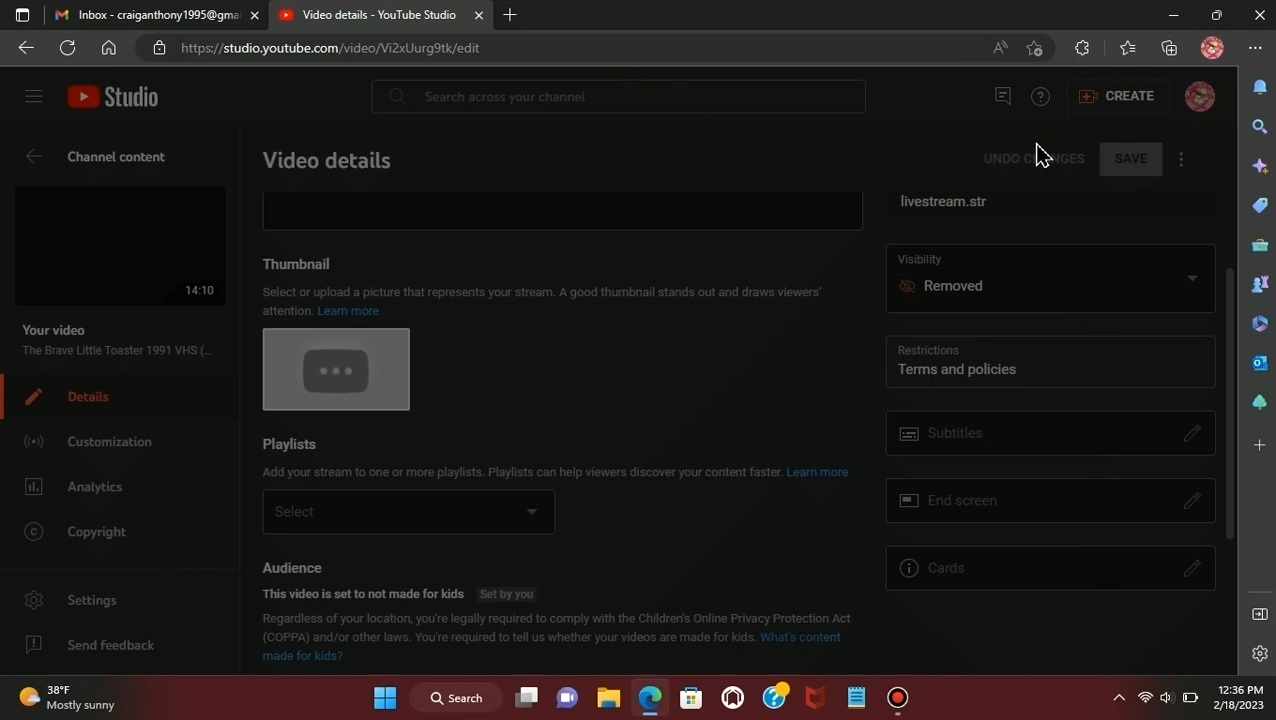 Inbox - craiganthony1995@gma
Video details - YouTube Studio
https://studio.youtube.com/video/Vi2xUurg9tk/edit
Studio
Search across your channel
CREATE
Channel content
Video details
UNDO CHANGES
SAVE
14:10
Your video
The Brave Little Toaster 1991 VHS (...
Details
Customization
Analytics
Copyright
Settings
Send feedback
Thumbnail
Select or upload a picture that represents your stream. A good thumbnail stands out and draws viewers'
attention. Learn more
Playlists
Add your stream to one or more playlists. Playlists can help viewers discover your content faster. Learn more
Select
Audience
This video is set to not made for kids Set by you
Regardless of your location, you're legally required to comply with the Children's Online Privacy Protection Act
(COPPA) and/or other laws. You're required to tell us whether your videos are made for kids. What's content
made for kids?
livestream.str
Visibility
Removed
Restrictions
Terms and policies
Subtitles
End screen
Cards
38°F
Mostly sunny
Search
12:36 PM
2/18/2023